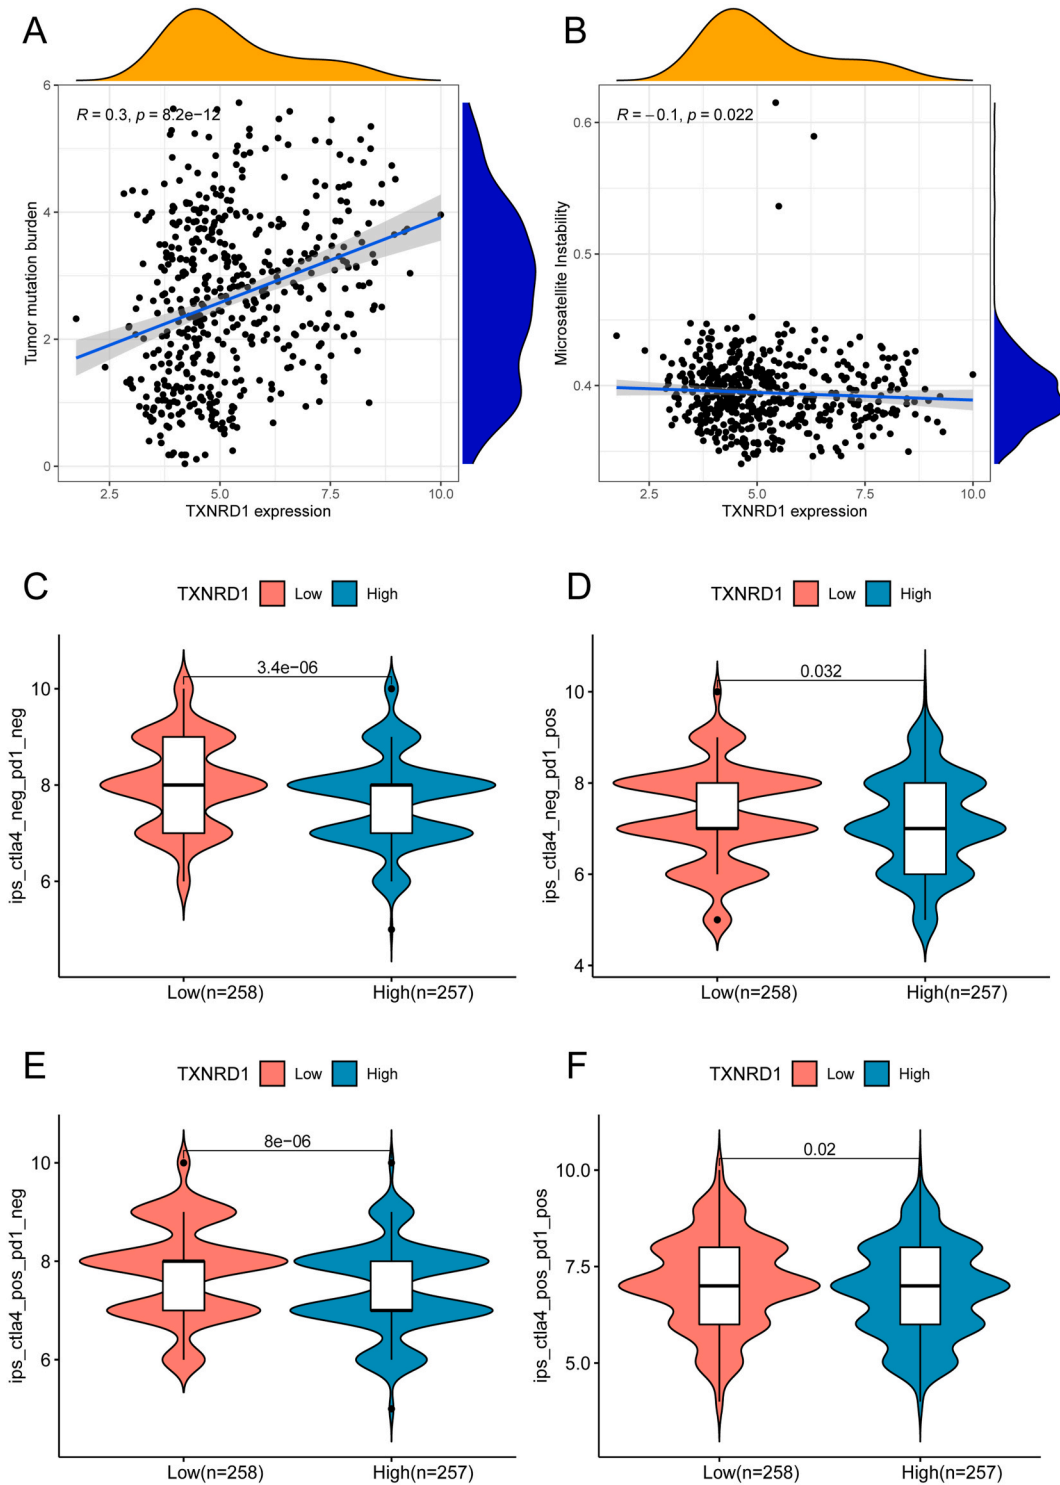 A
B
R = 0.3, p = 8.2e−12
R = −0.1, p = 0.022
Tumor mutation burden
6
4
2
0
2.5
5.0
7.5
10.0
TXNRD1 expression
Microsatellite Instability
0.6
0.5
0.4
2.5
5.0
7.5
10.0
TXNRD1 expression
C
TXNRD1 Low High
3.4e−06
ips_ctla4_neg_pd1_neg
10
8
6
Low(n=258)
High(n=257)
D
TXNRD1 Low High
0.032
ips_ctla4_neg_pd1_pos
10
8
6
4
Low(n=258)
High(n=257)
E
TXNRD1 Low High
8e−06
ips_ctla4_pos_pd1_neg
10
8
6
Low(n=258)
High(n=257)
F
TXNRD1 Low High
0.02
ips_ctla4_pos_pd1_pos
10.0
7.5
5.0
Low(n=258)
High(n=257)